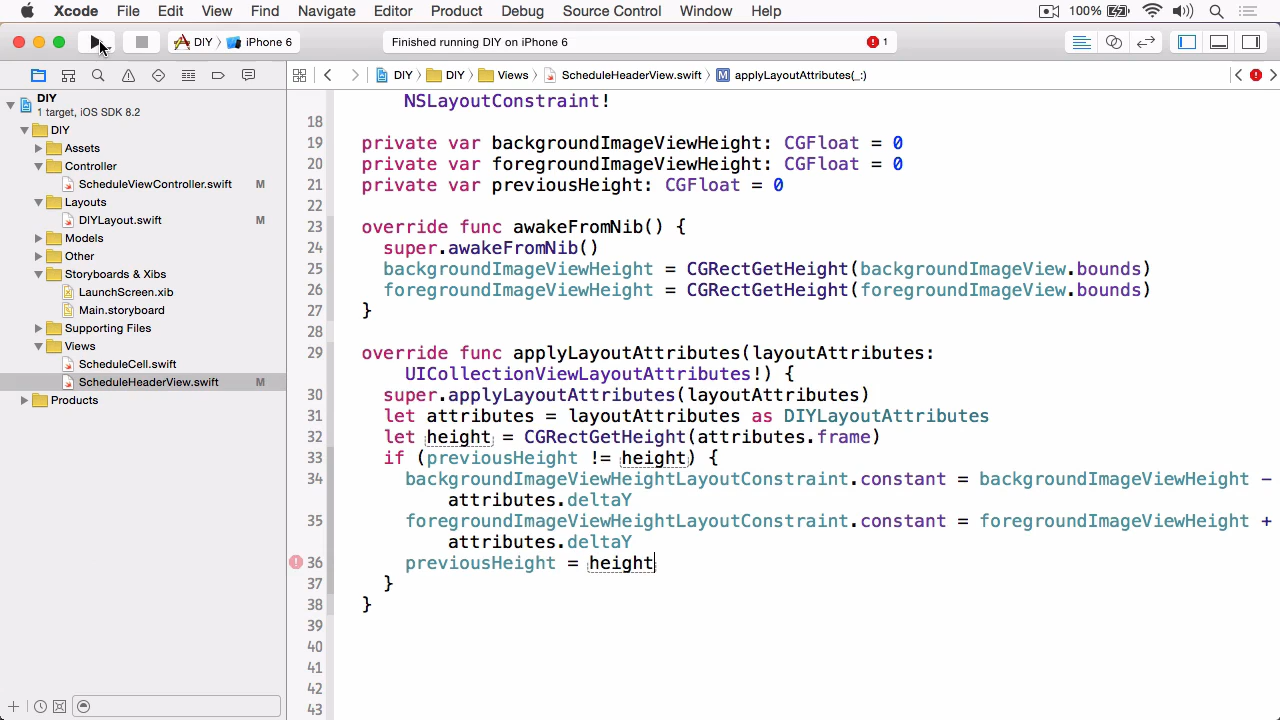 Xcode File Edit View Find Navigate Editor Product Debug Source Control Window Help 100%
DIY iPhone 6 Finished running DIY on iPhone 6 1
DIY DIY Views ScheduleHeaderView.swift M applyLayoutAttributes(_:)
DIY
1 target, iOS SDK 8.2
DIY
Assets
Controller
ScheduleViewController.swift M
Layouts
DIYLayout.swift M
Models
Other
Storyboards & Xibs
LaunchScreen.xib
Main.storyboard
Supporting Files
Views
ScheduleCell.swift
ScheduleHeaderView.swift M
Products
NSLayoutConstraint!
18
19 private var backgroundImageViewHeight: CGFloat = 0
20 private var foregroundImageViewHeight: CGFloat = 0
21 private var previousHeight: CGFloat = 0
22
23 override func awakeFromNib() {
24 super.awakeFromNib()
25 backgroundImageViewHeight = CGRectGetHeight(backgroundImageView.bounds)
26 foregroundImageViewHeight = CGRectGetHeight(foregroundImageView.bounds)
27 }
28
29 override func applyLayoutAttributes(layoutAttributes:
UICollectionViewLayoutAttributes!) {
30 super.applyLayoutAttributes(layoutAttributes)
31 let attributes = layoutAttributes as DIYLayoutAttributes
32 let height = CGRectGetHeight(attributes.frame)
33 if (previousHeight != height) {
34 backgroundImageViewHeightLayoutConstraint.constant = backgroundImageViewHeight -
attributes.deltaY
35 foregroundImageViewHeightLayoutConstraint.constant = foregroundImageViewHeight +
attributes.deltaY
36 previousHeight = height
37 }
38 }
39
40
41
42
43